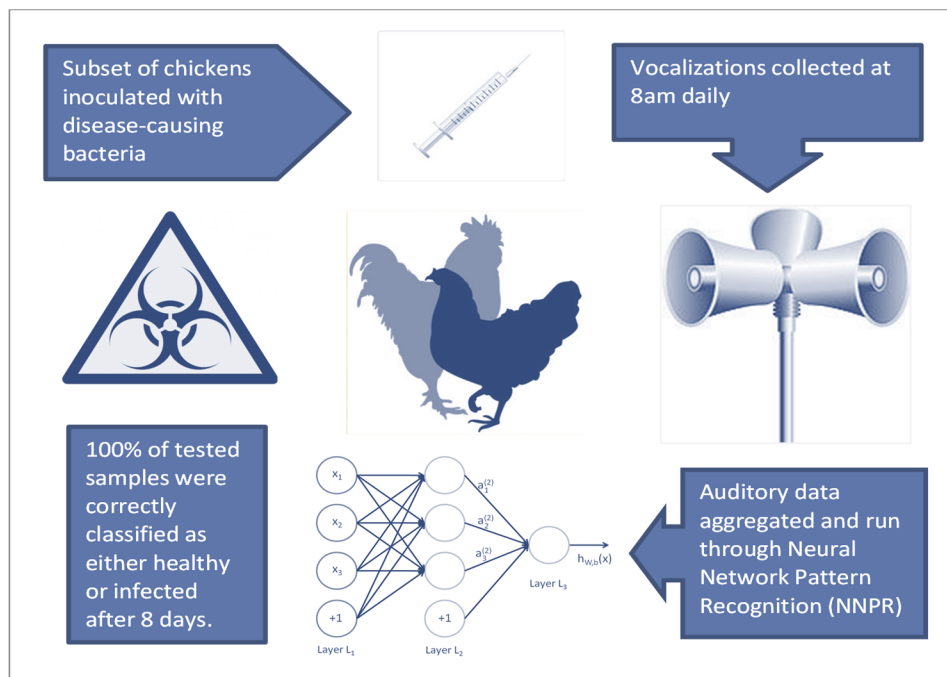 Subset of chickens
inoculated with
disease-causing
bacteria
Vocalizations collected at
8am daily
100% of tested
samples were
correctly
classified as
either healthy
or infected
after 8 days.
x₁
x₂
x₃
+1
Layer L₁
+1
Layer L₂
a₁⁽²⁾
a₂⁽²⁾
a₃⁽²⁾
Layer L₃
h_W,b(x)
Auditory data
aggregated and run
through Neural
Network Pattern
Recognition (NNPR)